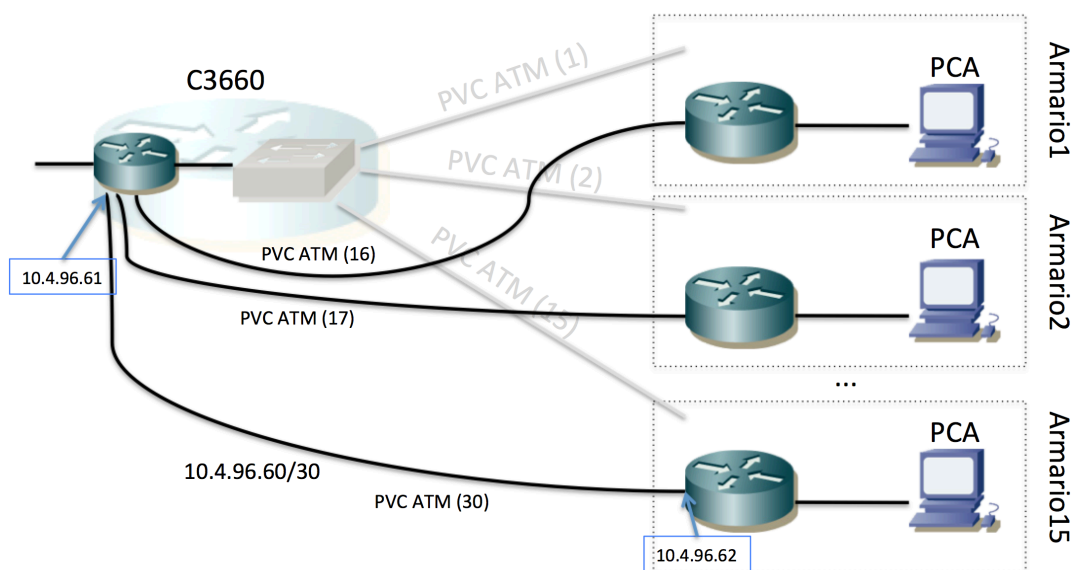 C3660
PVC ATM (1)
PCA
Armario1
PVC ATM (2)
PVC ATM (16)
10.4.96.61
PVC ATM (15)
PCA
Armario2
PVC ATM (17)
...
PCA
Armario15
10.4.96.60/30
PVC ATM (30)
10.4.96.62